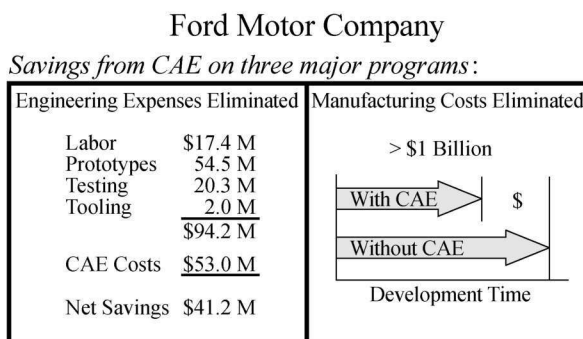 Ford Motor Company
Savings from CAE on three major programs:
Engineering Expenses Eliminated
Labor $17.4 M
Prototypes 54.5 M
Testing 20.3 M
Tooling 2.0 M
$94.2 M
CAE Costs $53.0 M
Net Savings $41.2 M
Manufacturing Costs Eliminated
> $1 Billion
With CAE $
Without CAE
Development Time